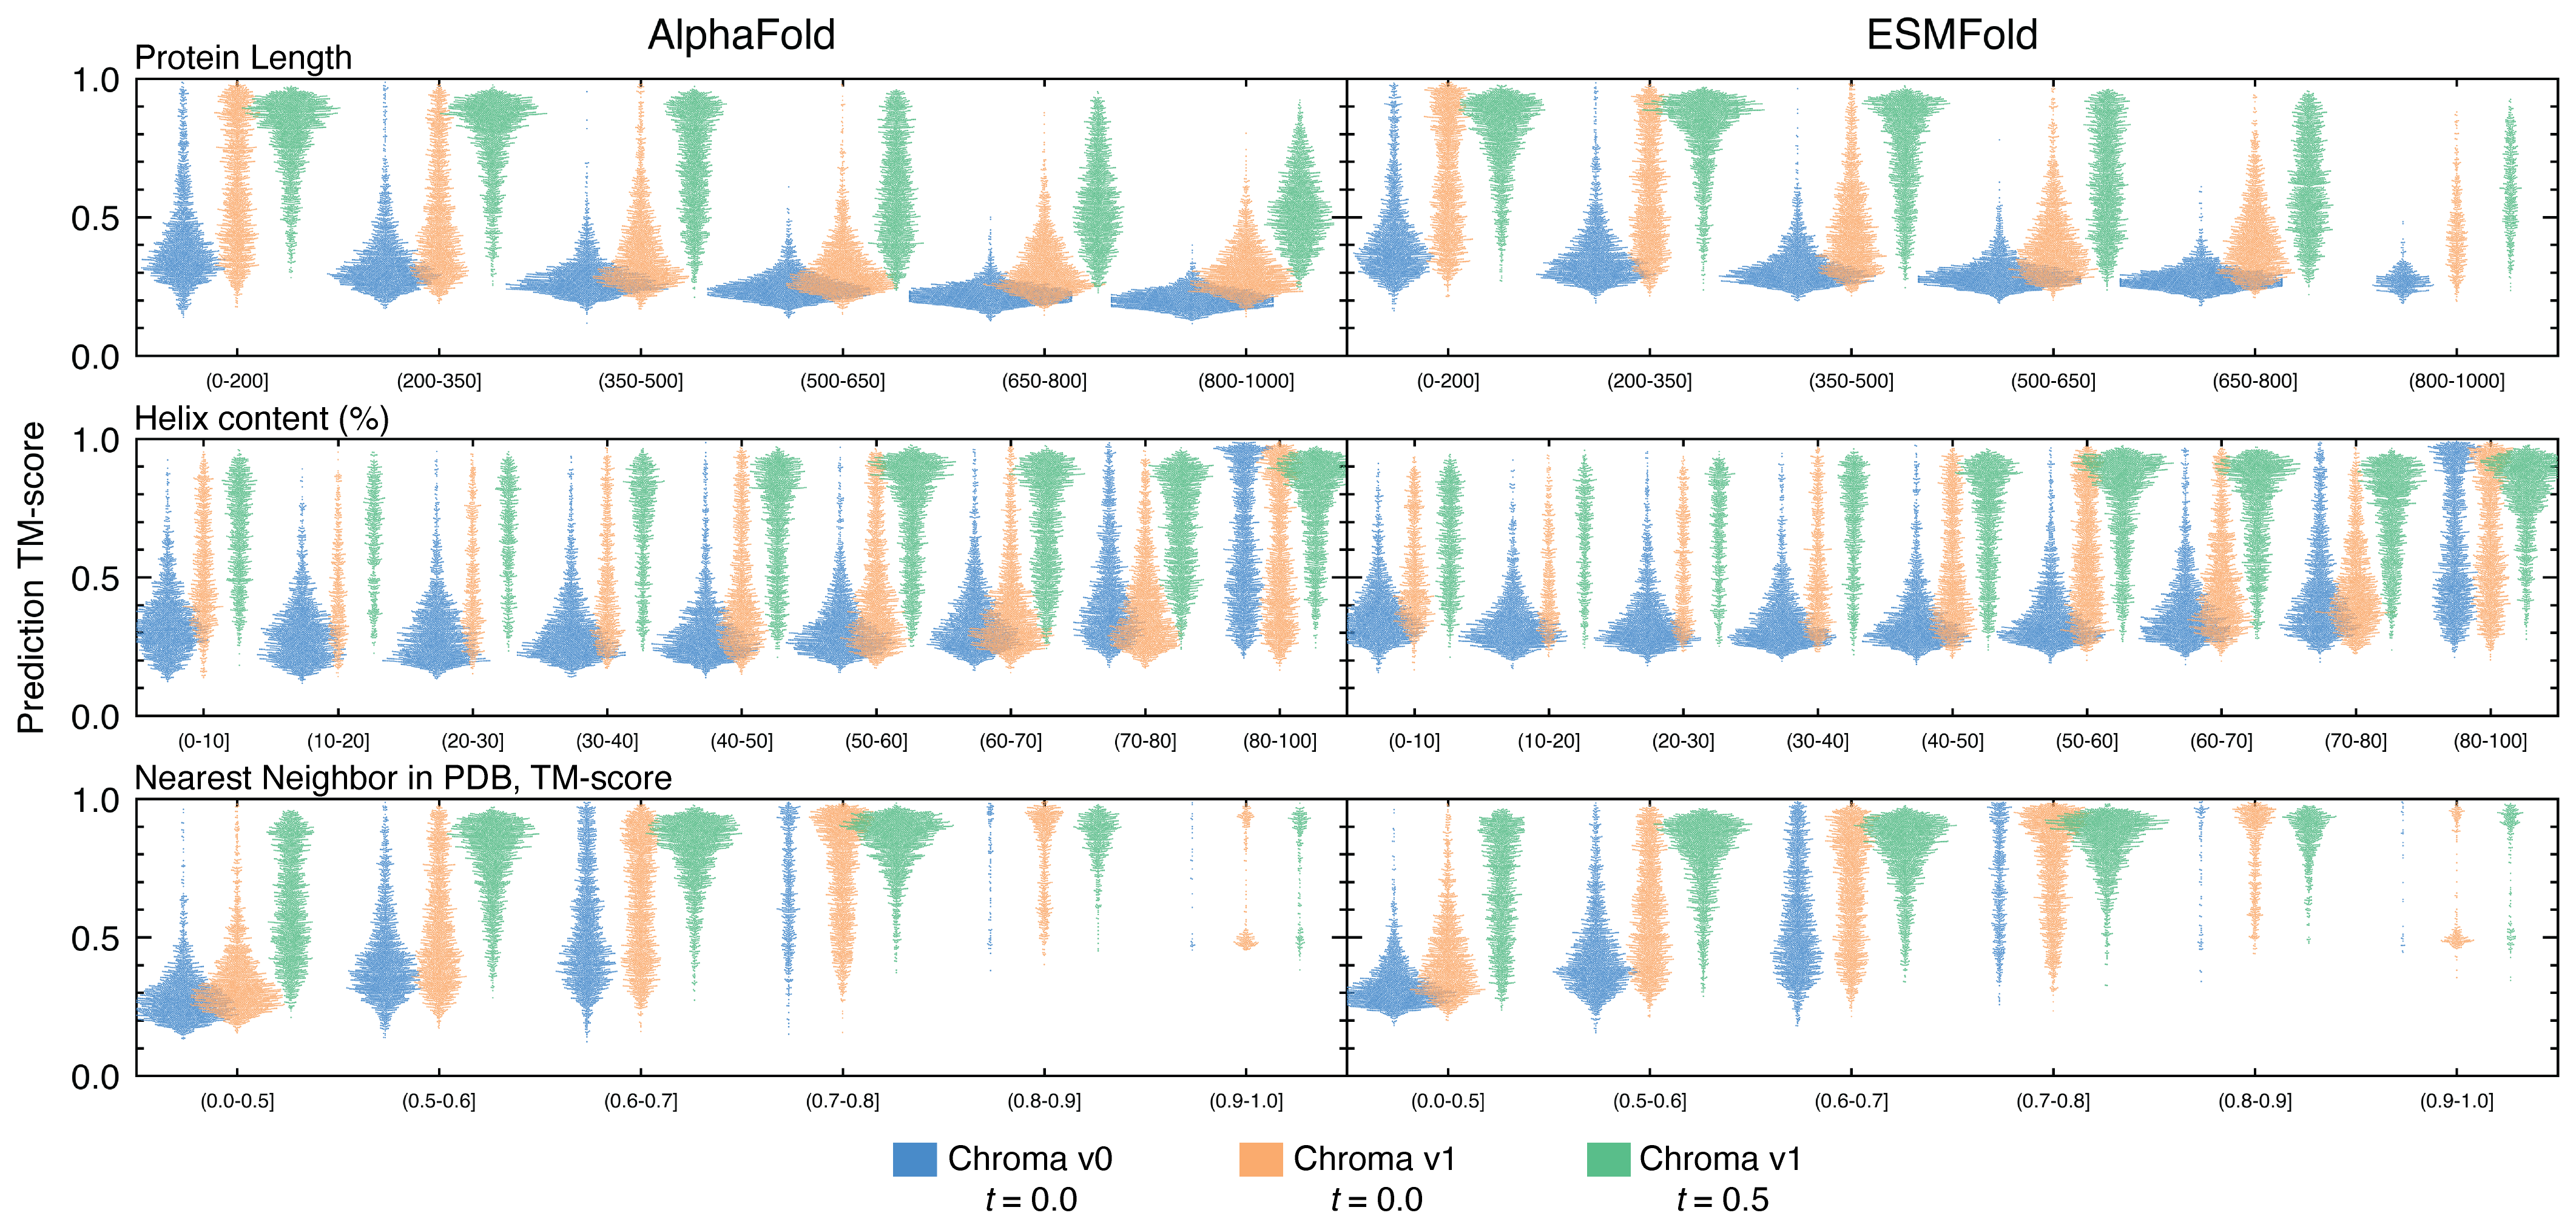 AlphaFold ESMFold
Protein Length
1.0
0.5
0.0
(0-200] (200-350] (350-500] (500-650] (650-800] (800-1000] (0-200] (200-350] (350-500] (500-650] (650-800] (800-1000]
Helix content (%)
1.0
0.5
0.0
Prediction TM-score
(0-10] (10-20] (20-30] (30-40] (40-50] (50-60] (60-70] (70-80] (80-100] (0-10] (10-20] (20-30] (30-40] (40-50] (50-60] (60-70] (70-80] (80-100]
Nearest Neighbor in PDB, TM-score
1.0
0.5
0.0
(0.0-0.5] (0.5-0.6] (0.6-0.7] (0.7-0.8] (0.8-0.9] (0.9-1.0] (0.0-0.5] (0.5-0.6] (0.6-0.7] (0.7-0.8] (0.8-0.9] (0.9-1.0]
Chroma v0 Chroma v1 Chroma v1
t = 0.0 t = 0.0 t = 0.5